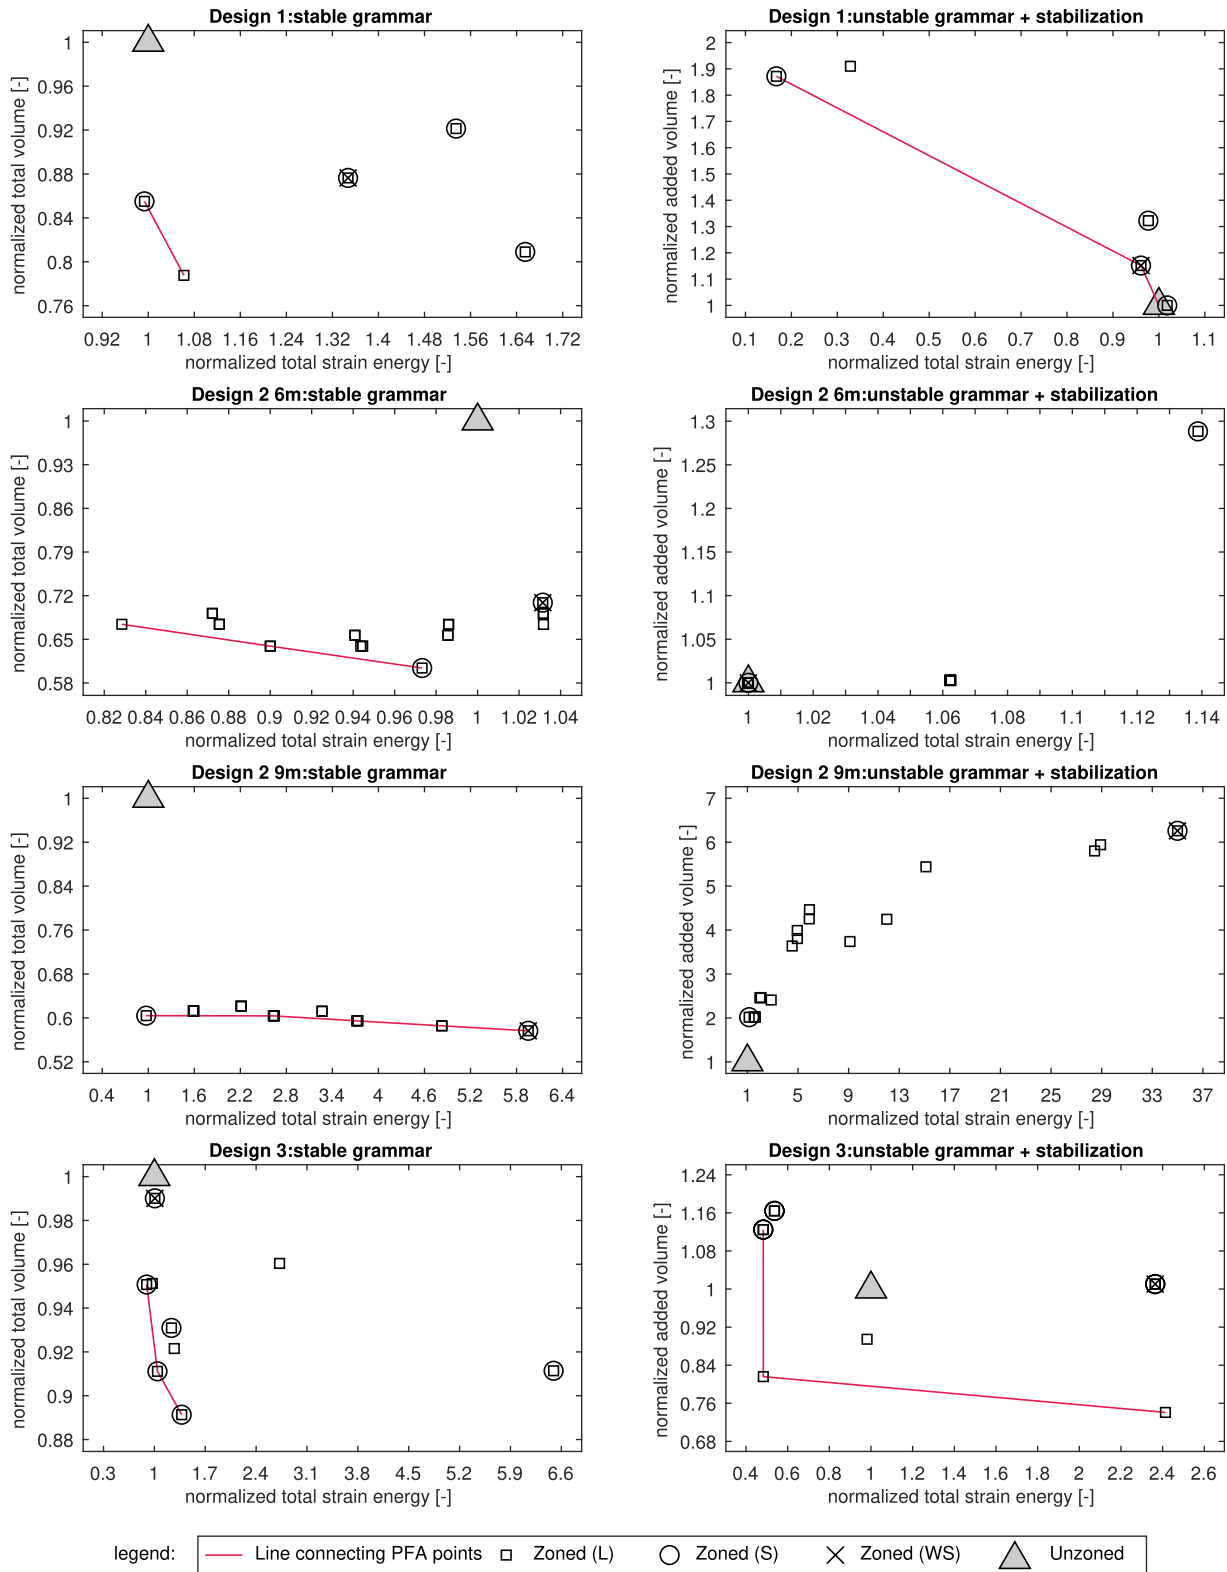 Design 1:stable grammar
normalized total volume [-]
1
0.96
0.92
0.88
0.84
0.8
0.76
0.92 1 1.08 1.16 1.24 1.32 1.4 1.48 1.56 1.64 1.72
normalized total strain energy [-]
Design 1:unstable grammar + stabilization
normalized added volume [-]
2
1.9
1.8
1.7
1.6
1.5
1.4
1.3
1.2
1.1
1
0.1 0.2 0.3 0.4 0.5 0.6 0.7 0.8 0.9 1 1.1
normalized total strain energy [-]
Design 2 6m:stable grammar
normalized total volume [-]
1
0.93
0.86
0.79
0.72
0.65
0.58
0.82 0.84 0.86 0.88 0.9 0.92 0.94 0.96 0.98 1 1.02 1.04
normalized total strain energy [-]
Design 2 6m:unstable grammar + stabilization
normalized added volume [-]
1.3
1.25
1.2
1.15
1.1
1.05
1
1 1.02 1.04 1.06 1.08 1.1 1.12 1.14
normalized total strain energy [-]
Design 2 9m:stable grammar
normalized total volume [-]
1
0.92
0.84
0.76
0.68
0.6
0.52
0.4 1 1.6 2.2 2.8 3.4 4 4.6 5.2 5.8 6.4
normalized total strain energy [-]
Design 2 9m:unstable grammar + stabilization
normalized added volume [-]
7
6
5
4
3
2
1
1 5 9 13 17 21 25 29 33 37
normalized total strain energy [-]
Design 3:stable grammar
normalized total volume [-]
1
0.98
0.96
0.94
0.92
0.9
0.88
0.3 1 1.7 2.4 3.1 3.8 4.5 5.2 5.9 6.6
normalized total strain energy [-]
Design 3:unstable grammar + stabilization
normalized added volume [-]
1.24
1.16
1.08
1
0.92
0.84
0.76
0.68
0.4 0.6 0.8 1 1.2 1.4 1.6 1.8 2 2.2 2.4 2.6
normalized total strain energy [-]
legend: Line connecting PFA points Zoned (L) Zoned (S) Zoned (WS) Unzoned